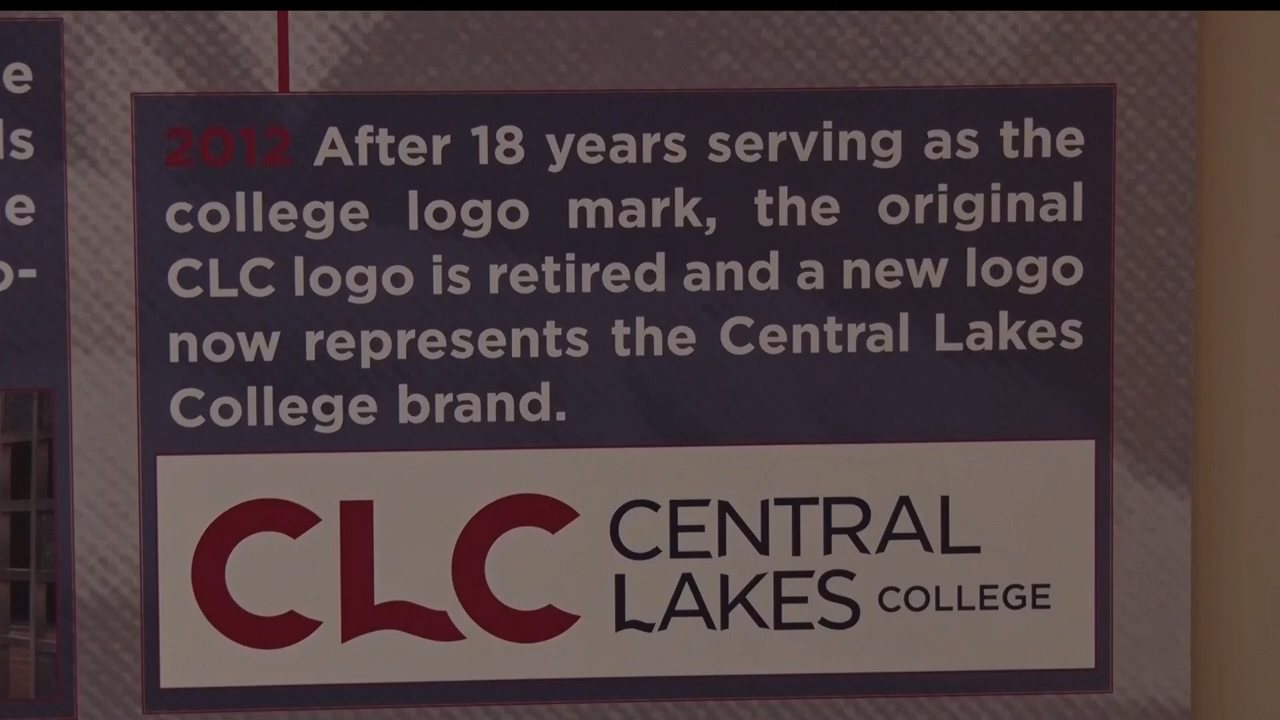 e
ls
e
o-
2012 After 18 years serving as the
college logo mark, the original
CLC logo is retired and a new logo
now represents the Central Lakes
College brand.
CLC CENTRAL
LAKES COLLEGE